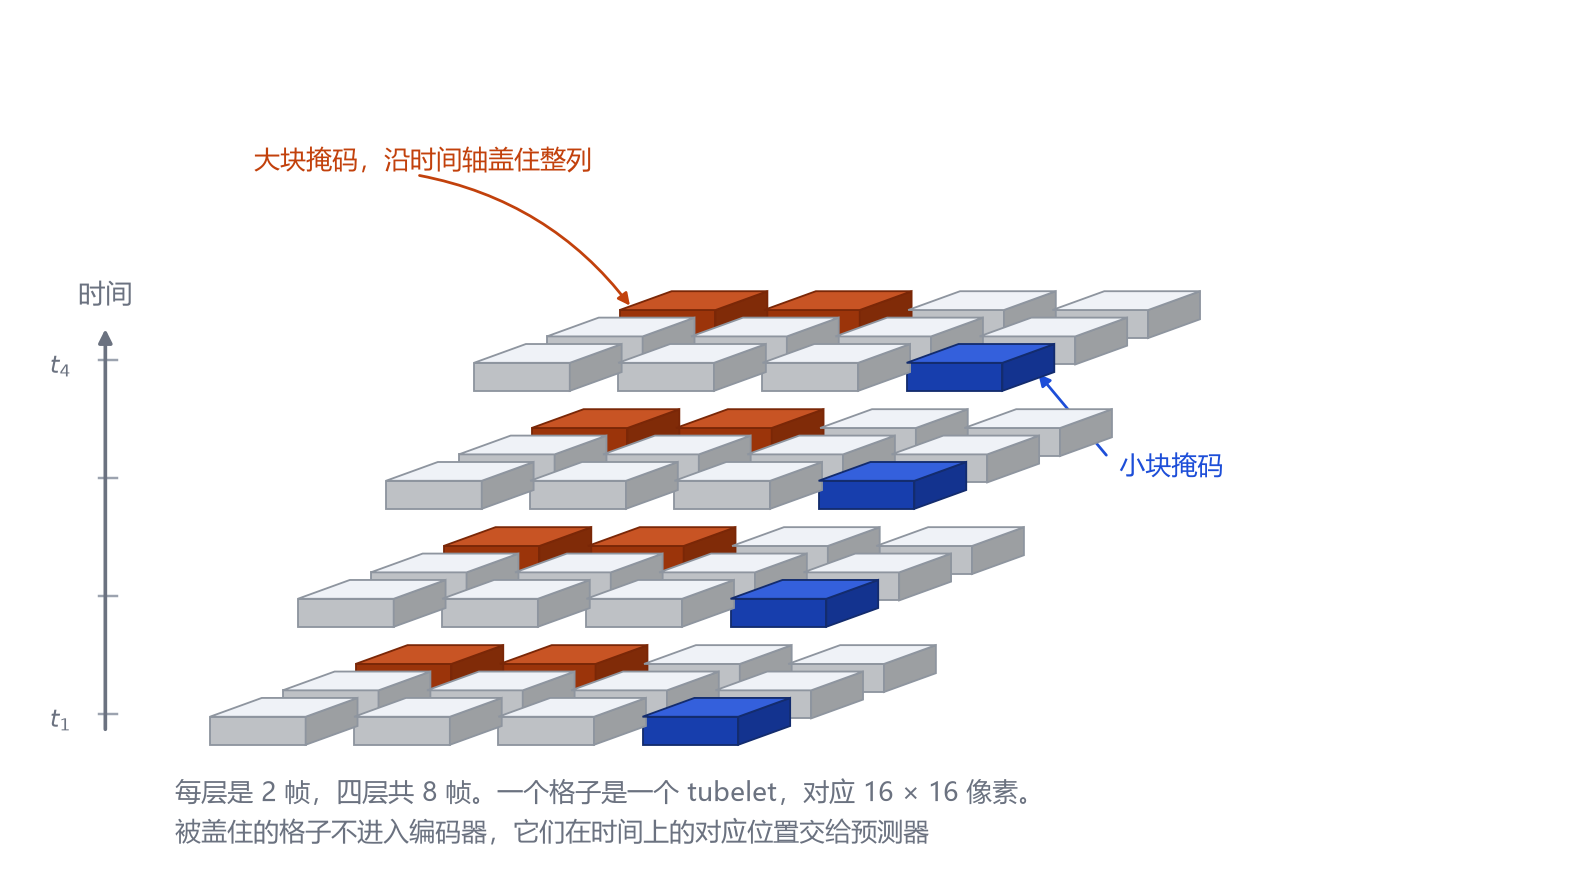 大块掩码，沿时间轴盖住整列
时间
t₄
小块掩码
t₁
每层是 2 帧，四层共 8 帧。一个格子是一个 tubelet，对应 16 × 16 像素。
被盖住的格子不进入编码器，它们在时间上的对应位置交给预测器